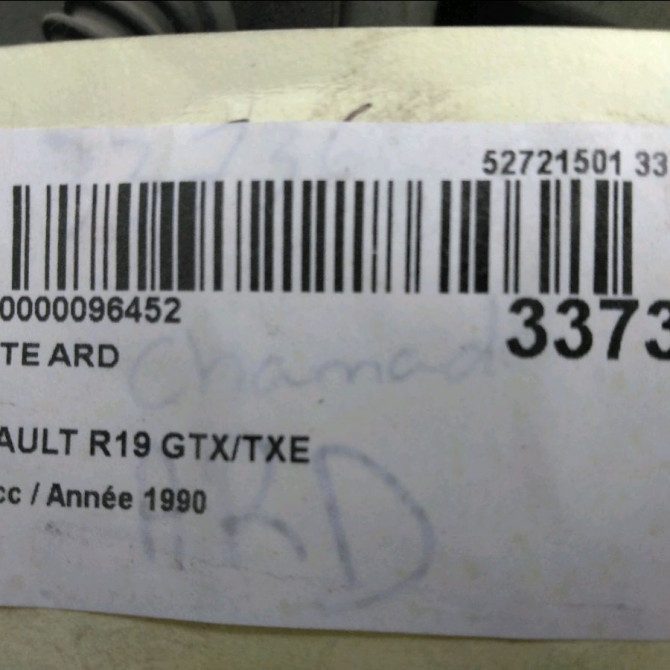 52721501 33
0000096452
3373
TE ARD
Chamad
AULT R19 GTX/TXE
cc / Année 1990
ARD